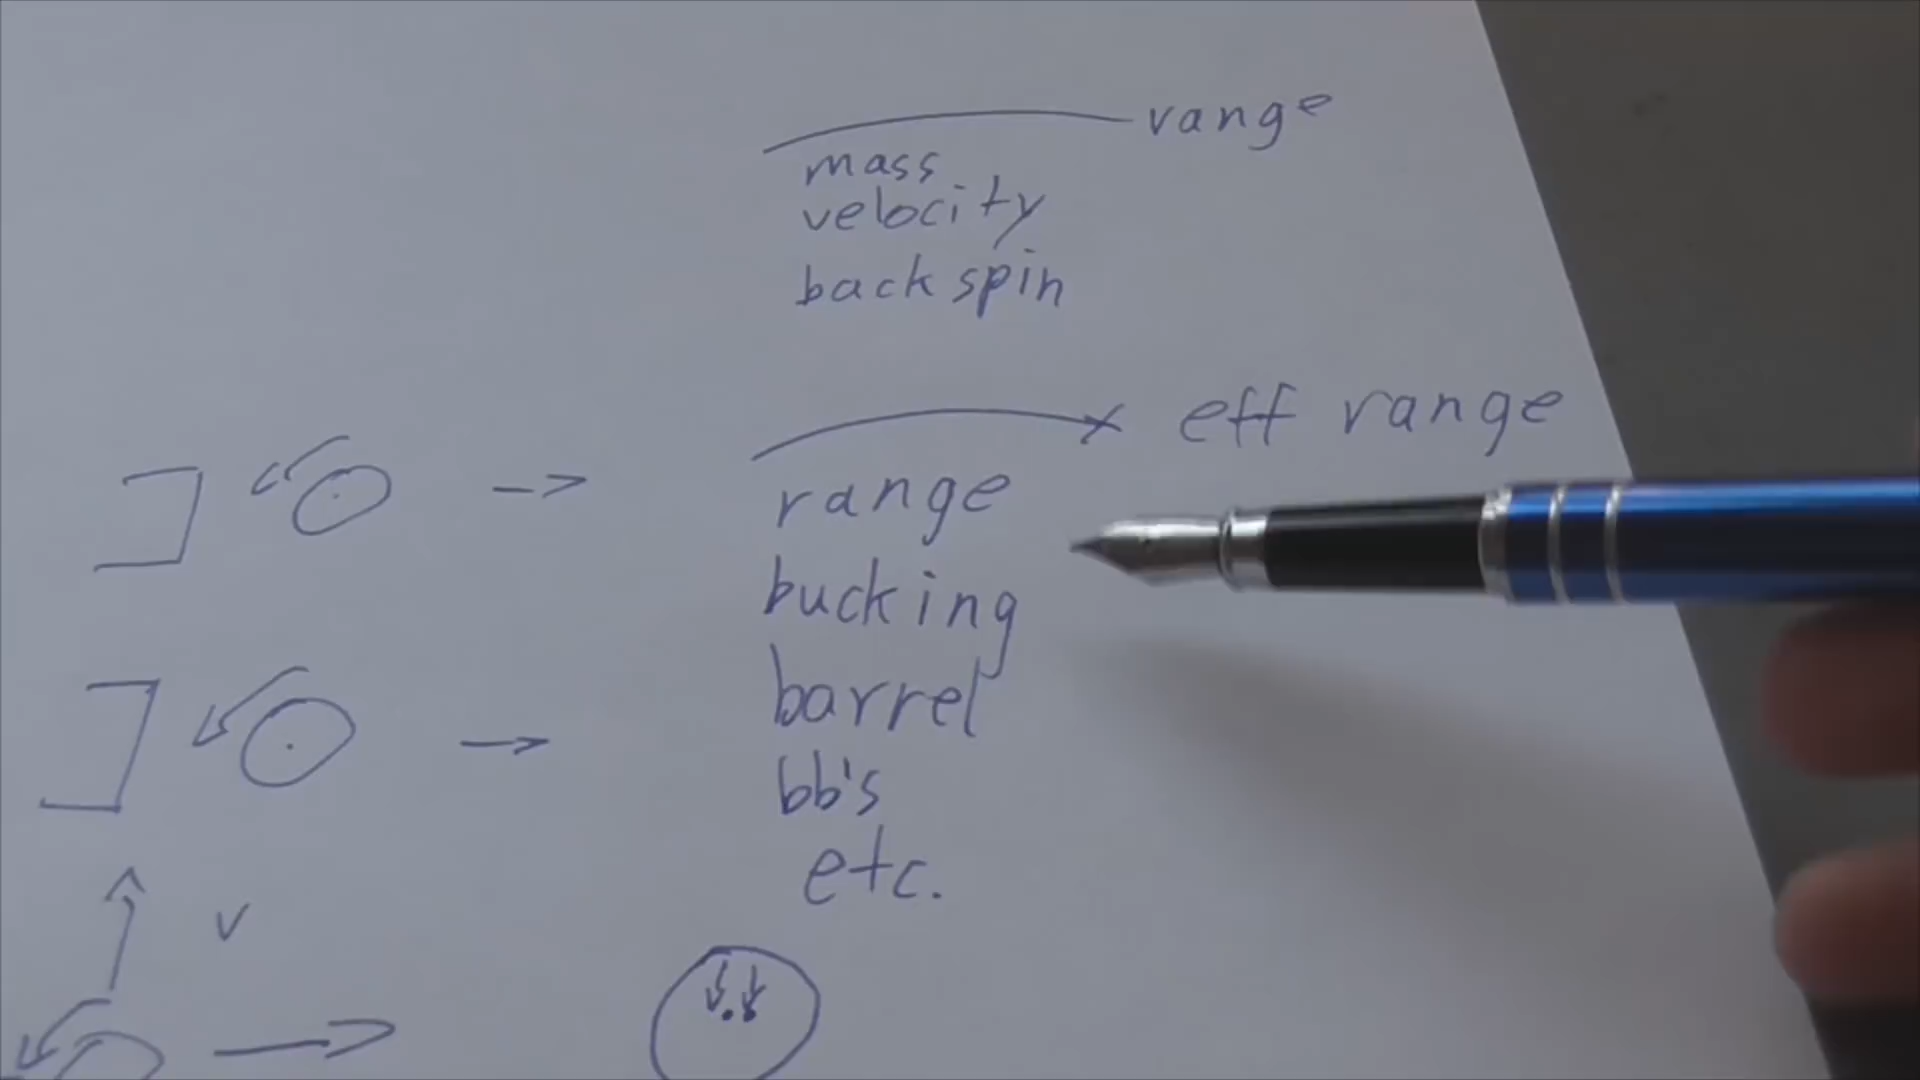 range
mass
velocity
backspin
eff range
range
bucking
barrel
bb's
etc.
v